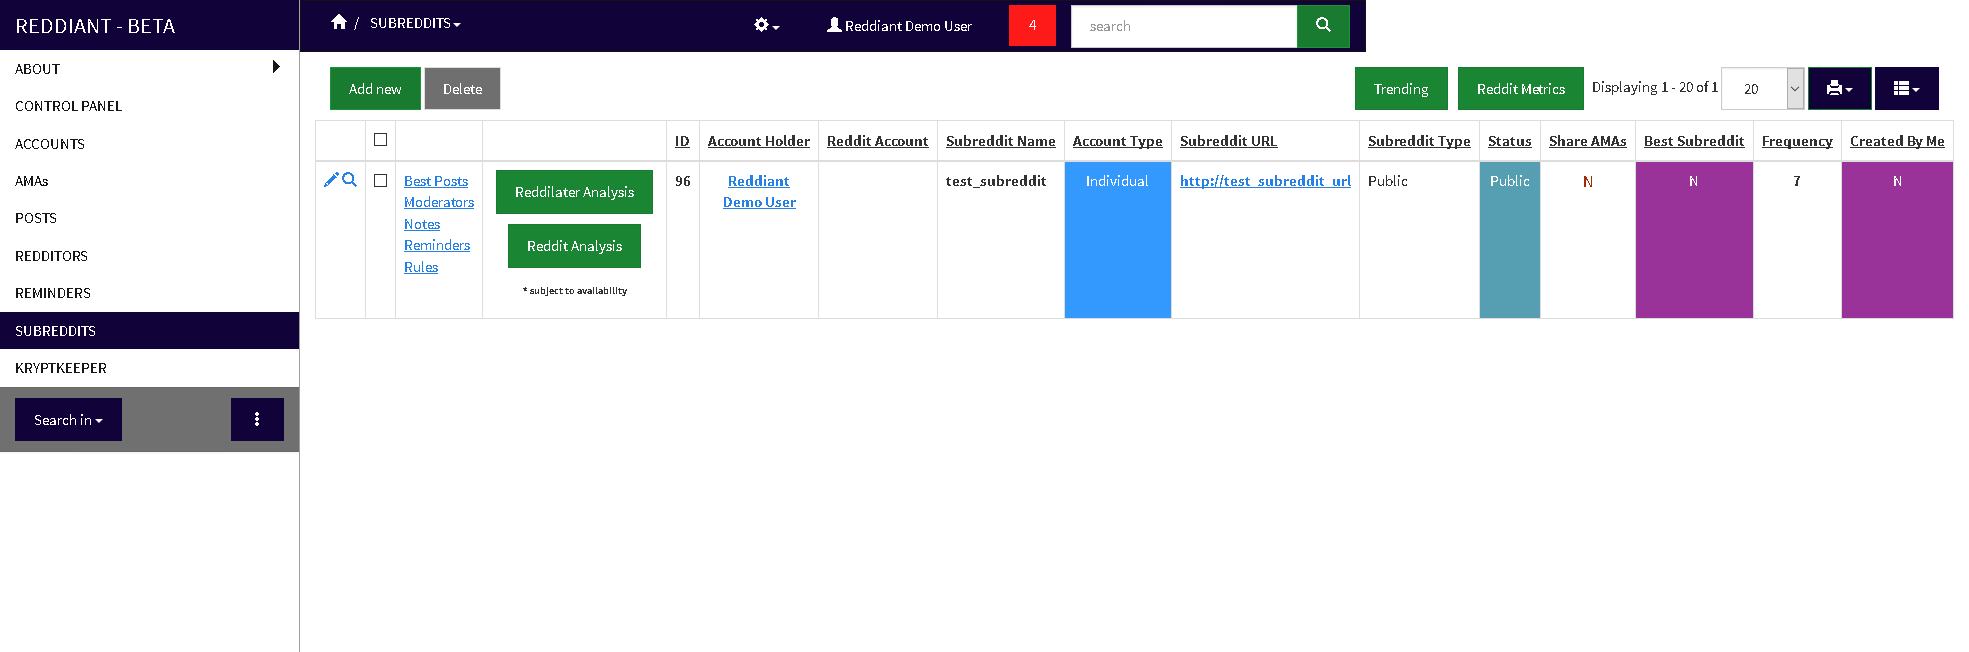 REDDIANT - BETA
/ SUBREDDITS
Reddiant Demo User
4
search
ABOUT
CONTROL PANEL
ACCOUNTS
AMAs
POSTS
REDDITORS
REMINDERS
SUBREDDITS
KRYPTKEEPER
Search in
Add new
Delete
Trending
Reddit Metrics
Displaying 1 - 20 of 1
20
ID
Account Holder
Reddit Account
Subreddit Name
Account Type
Subreddit URL
Subreddit Type
Status
Share AMAs
Best Subreddit
Frequency
Created By Me
Best Posts
Moderators
Notes
Reminders
Rules
Reddilater Analysis
Reddit Analysis
* subject to availability
96
Reddiant
Demo User
test_subreddit
Individual
http://test_subreddit_url
Public
Public
N
N
7
N